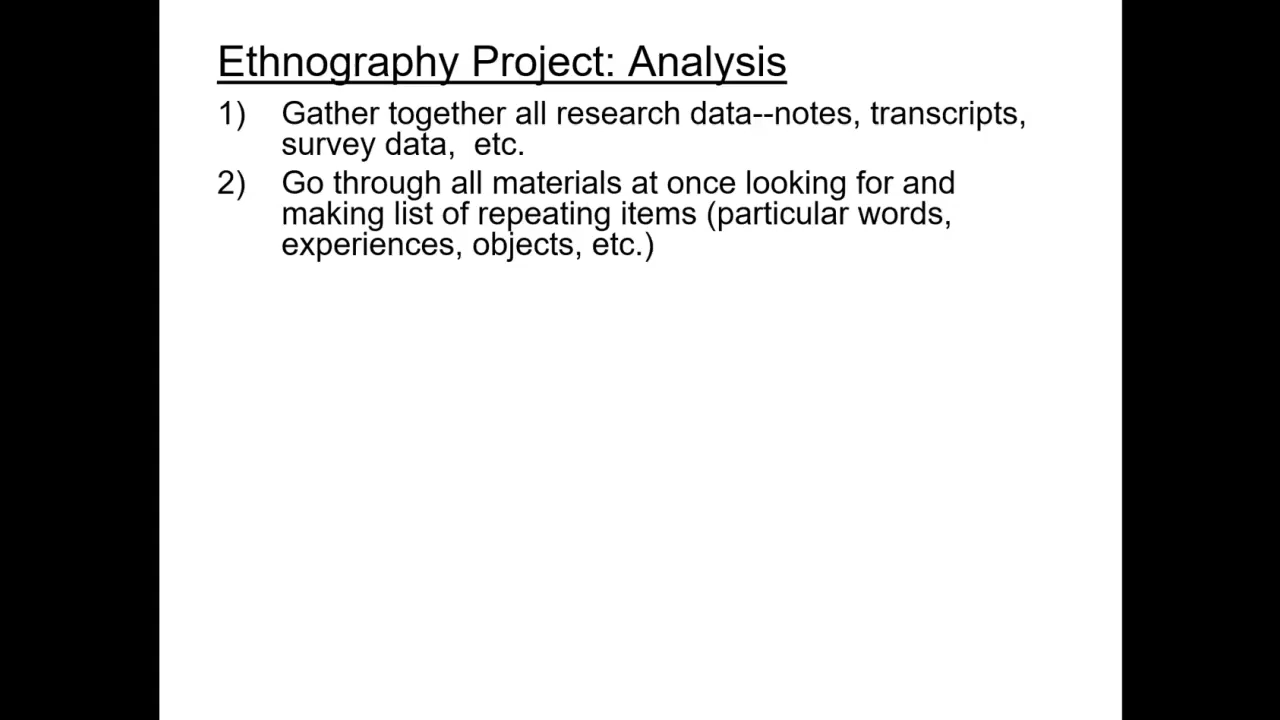 Ethnography Project: Analysis
1) Gather together all research data--notes, transcripts,
survey data,  etc.
2) Go through all materials at once looking for and
making list of repeating items (particular words,
experiences, objects, etc.)